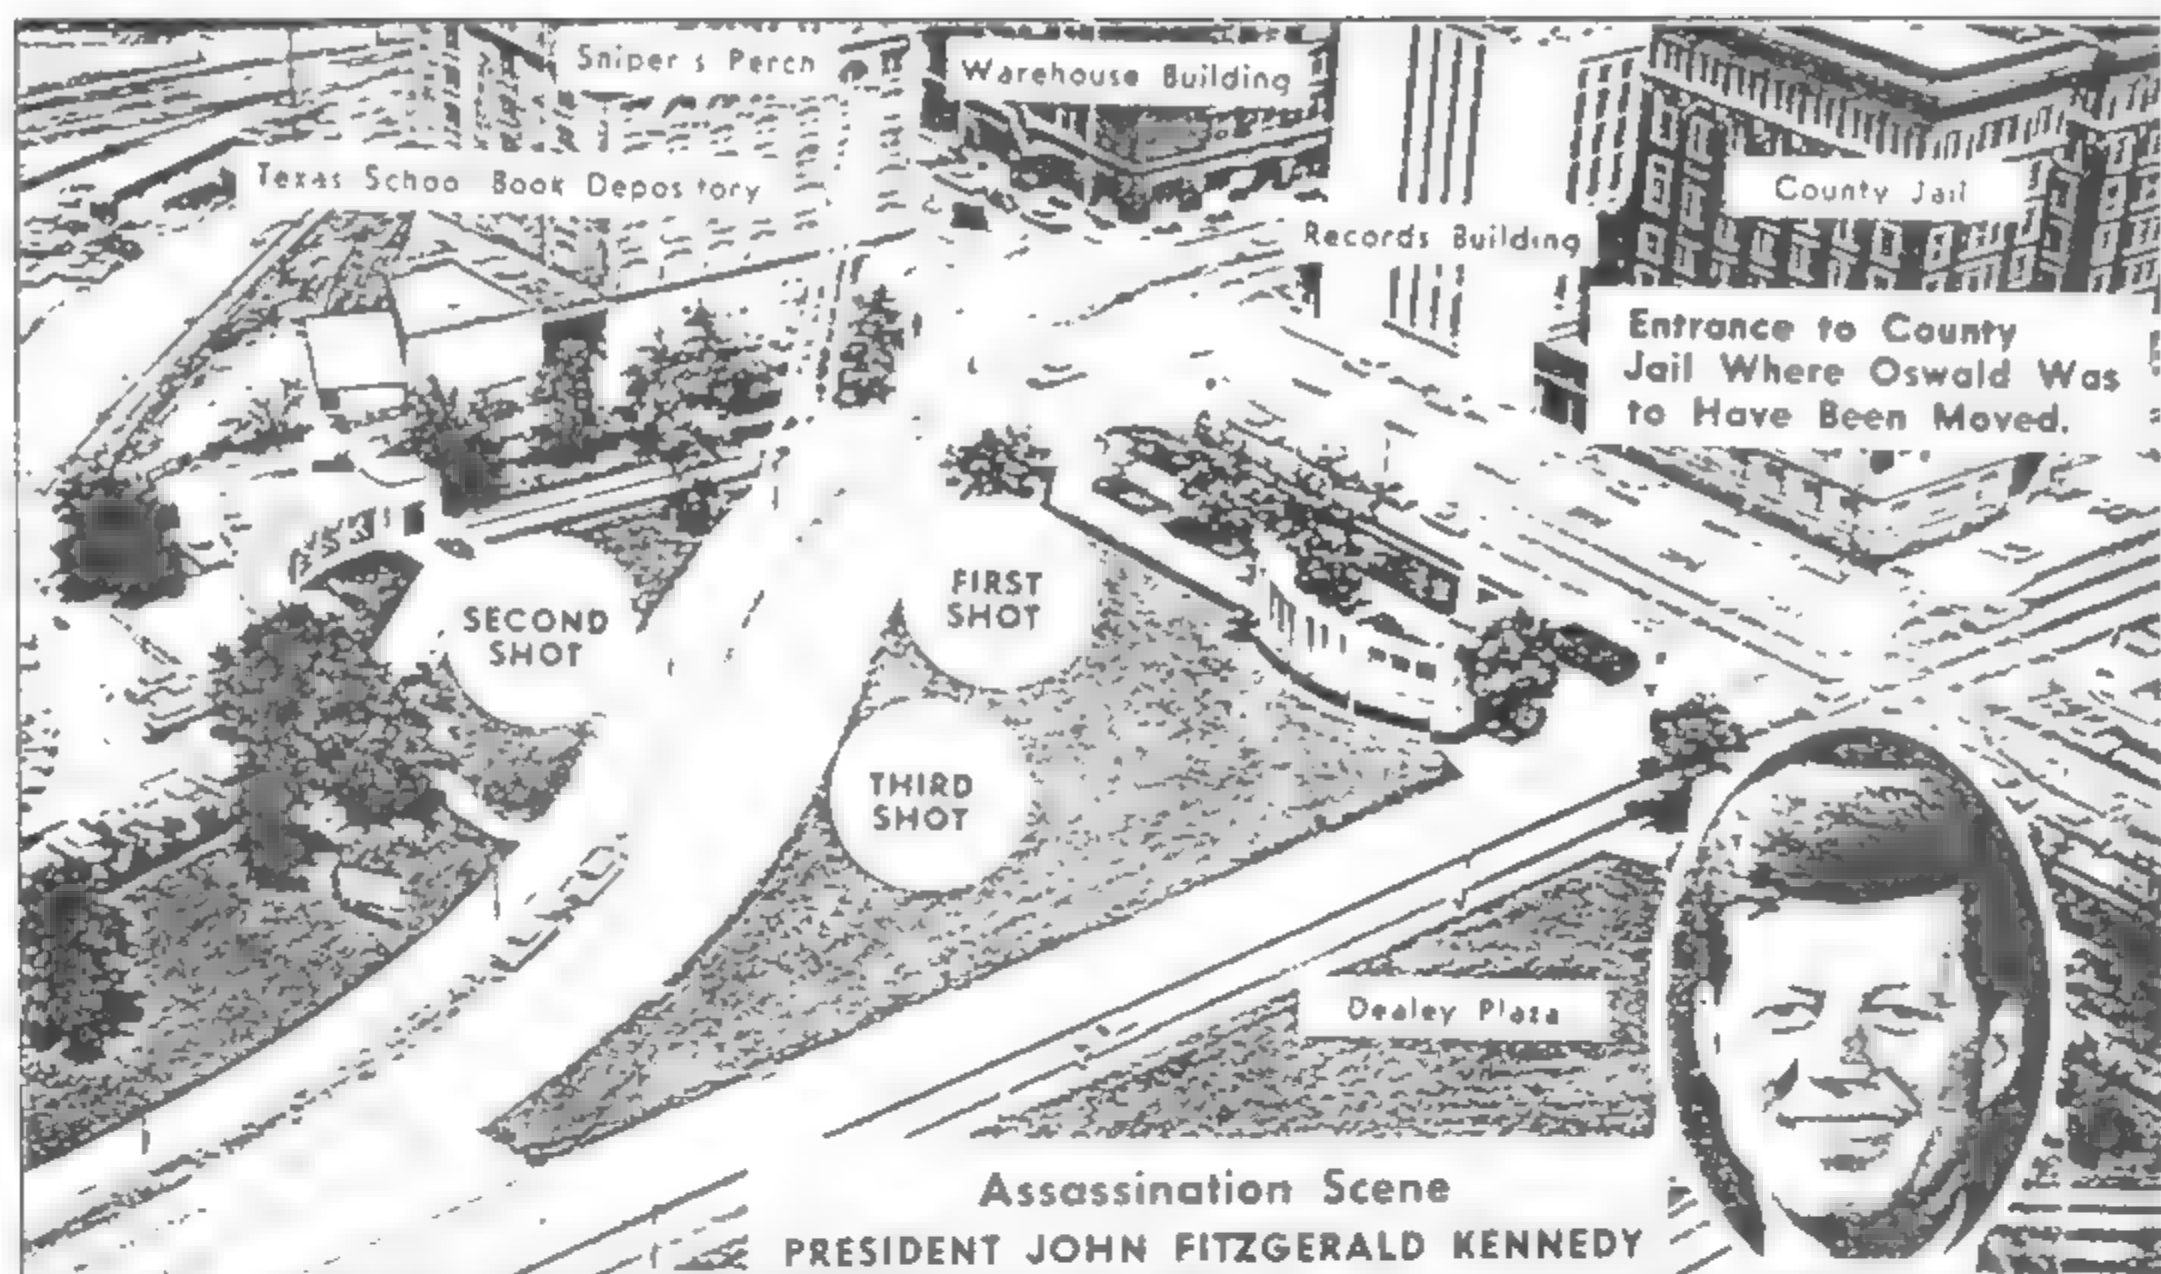 Sniper s Perch
Warehouse Building
Texas Schoo Book Depos tory
County Jail
Records Building
Entrance to County
Jail Where Oswald Was
to Have Been Moved.
FIRST
SHOT
SECOND
SHOT
THIRD
SHOT
Dealey Plaza
Assassination Scene
PRESIDENT JOHN FITZGERALD KENNEDY